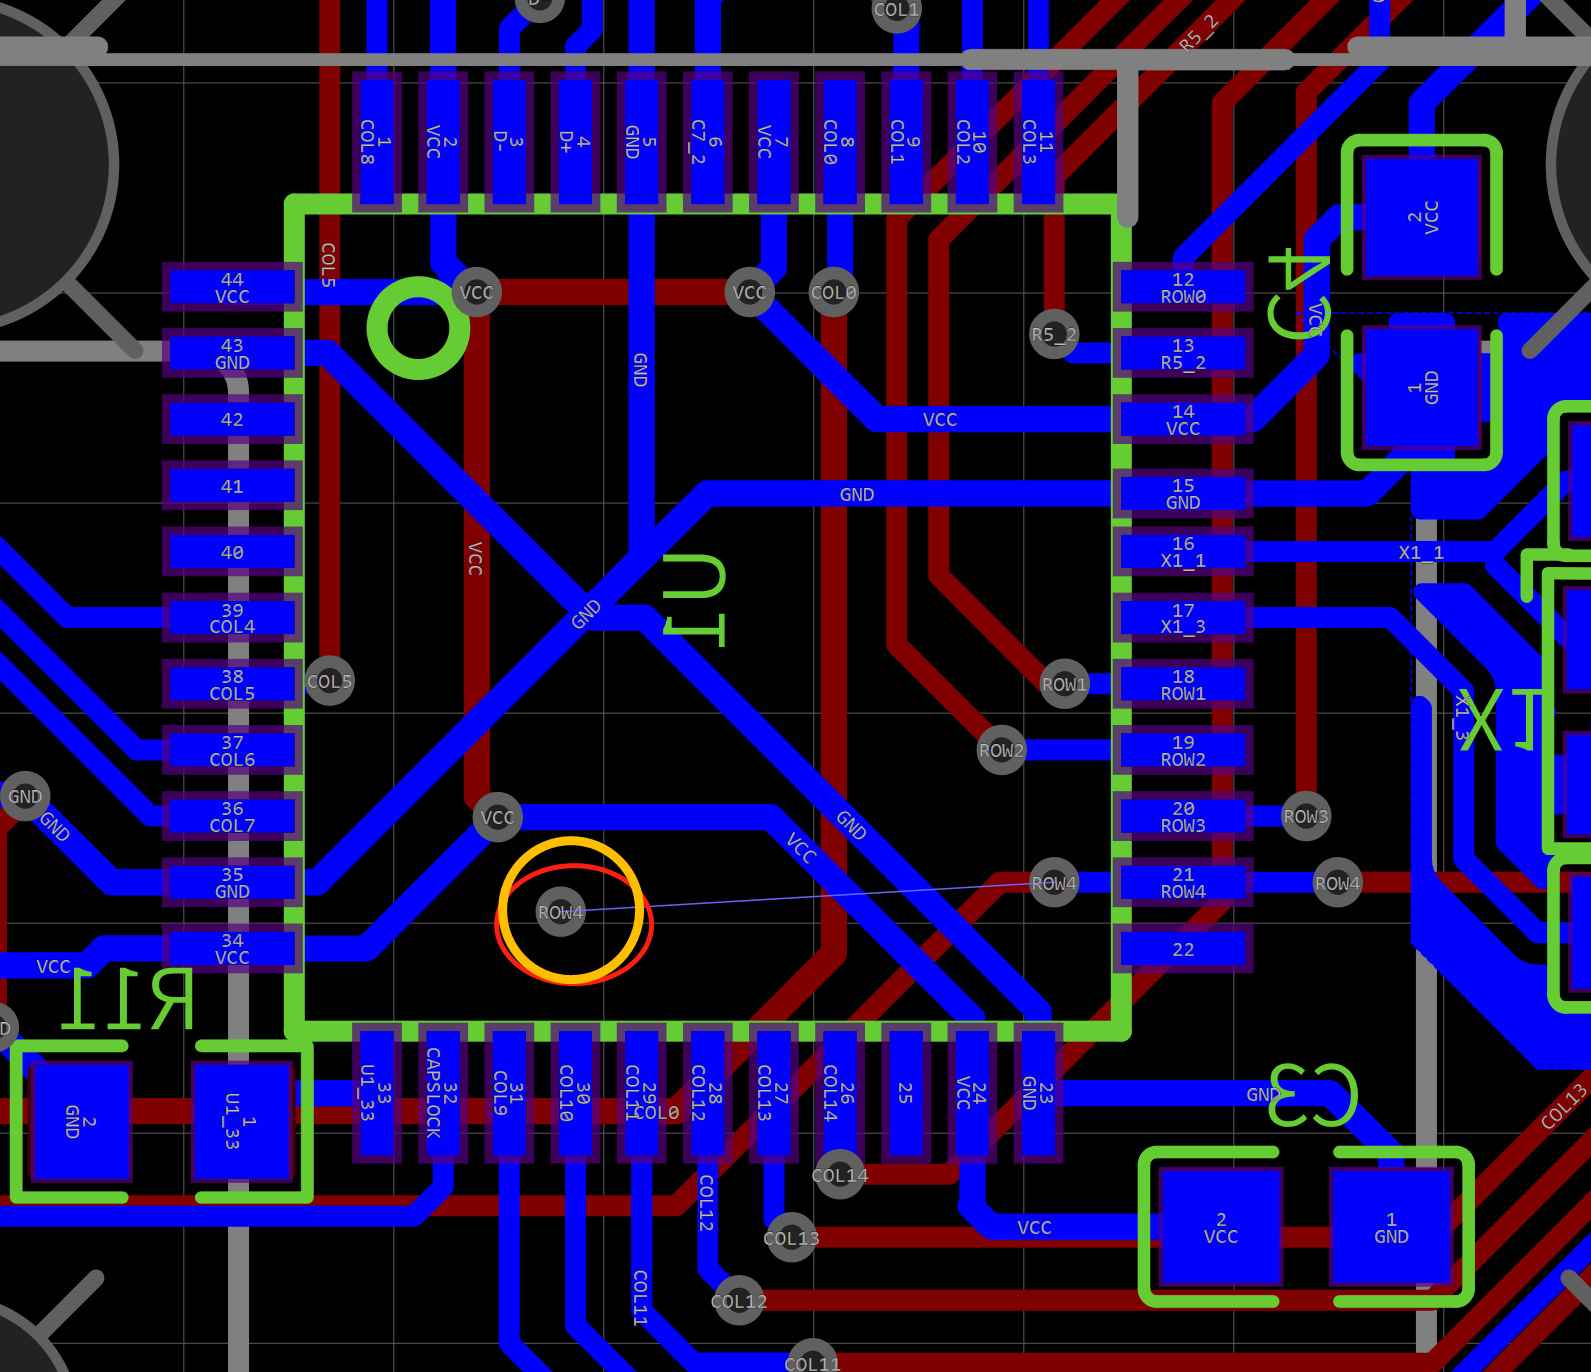 COL1
R5_2
1
COL8
2
VCC
3
D-
4
D+
5
GND
6
C7_2
7
VCC
8
COL0
9
COL1
10
COL2
11
COL3
2
VCC
C4
VCC
COL5
44
VCC
VCC
VCC
COL0
12
ROW0
43
GND
R5_2
13
R5_2
GND
1
GND
42
VCC
14
VCC
41
GND
15
GND
40
VCC
16
X1_1
X1_1
U1
39
COL4
GND
17
X1_3
38
COL5
COL5
ROW1
18
ROW1
X1
X1_3
37
COL6
ROW2
19
ROW2
GND
GND
36
COL7
VCC
VCC
GND
20
ROW3
ROW3
35
GND
ROW4
ROW4
21
ROW4
ROW4
34
VCC
VCC
22
R11
D
2
GND
1
U1_33
33
U1_33
32
CAPSLOCK
31
COL9
30
COL10
29
COL11
COL0
28
COL12
27
COL13
26
COL14
25
24
VCC
23
GND
GND
C3
COL13
COL14
COL12
COL13
VCC
2
VCC
1
GND
COL11
COL12
COL11